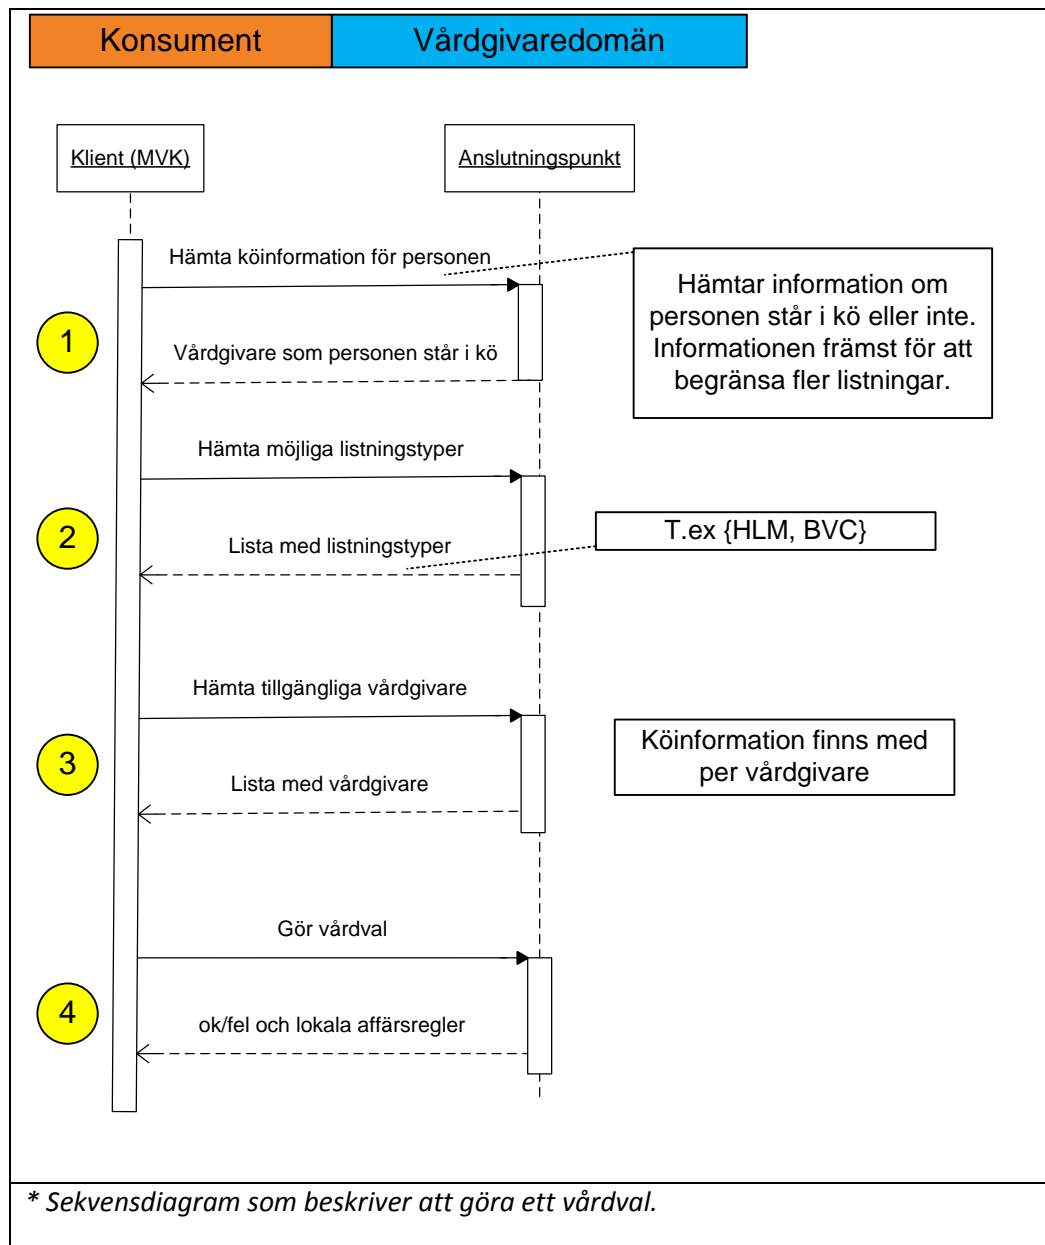 Konsument
Vårdgivaredomän
Klient (MVK)
Anslutningspunkt
Hämta köinformation för personen
Hämtar information om
personen står i kö eller inte.
Informationen främst för att
begränsa fler listningar.
1
Vårdgivare som personen står i kö
Hämta möjliga listningstyper
2
Lista med listningstyper
T.ex {HLM, BVC}
Hämta tillgängliga vårdgivare
3
Lista med vårdgivare
Köinformation finns med
per vårdgivare
Gör vårdval
4
ok/fel och lokala affärsregler
* Sekvensdiagram som beskriver att göra ett vårdval.